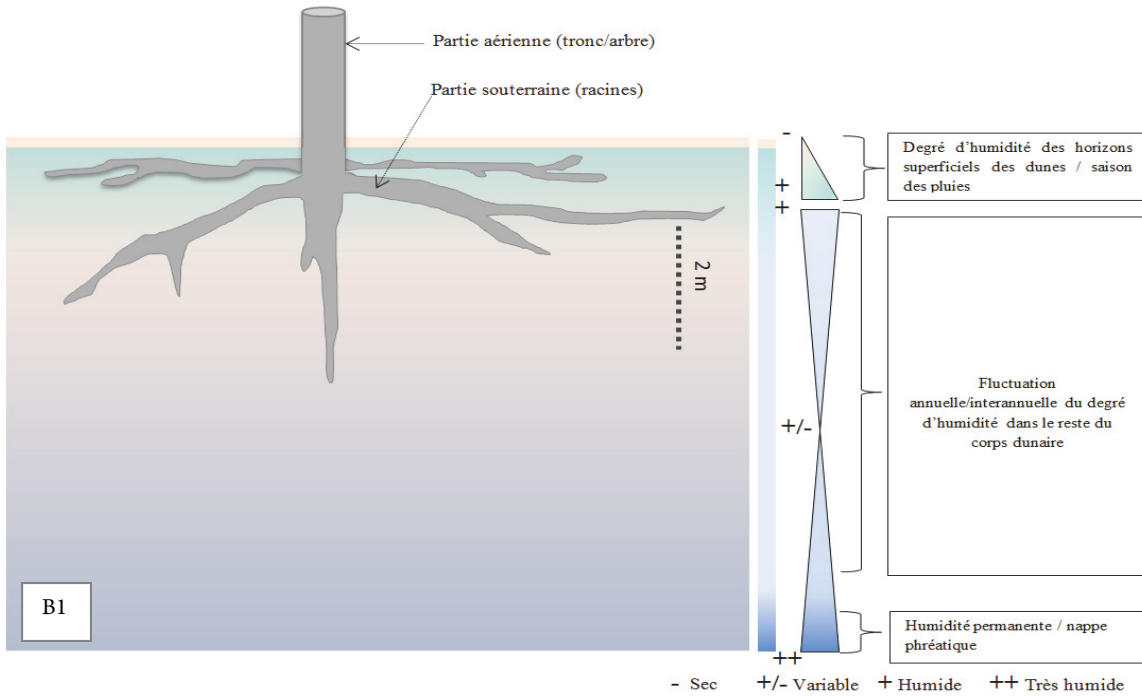 Partie aérienne (tronc/arbre)
Partie souterraine (racines)
-
+
+
+/-
++
2 m
Degré d'humidité des horizons
superficiels des dunes / saison
des pluies
Fluctuation
annuelle/interannuelle du degré
d'humidité dans le reste du
corps dunaire
Humidité permanente / nappe
phréatique
B1
- Sec +/- Variable + Humide ++ Très humide